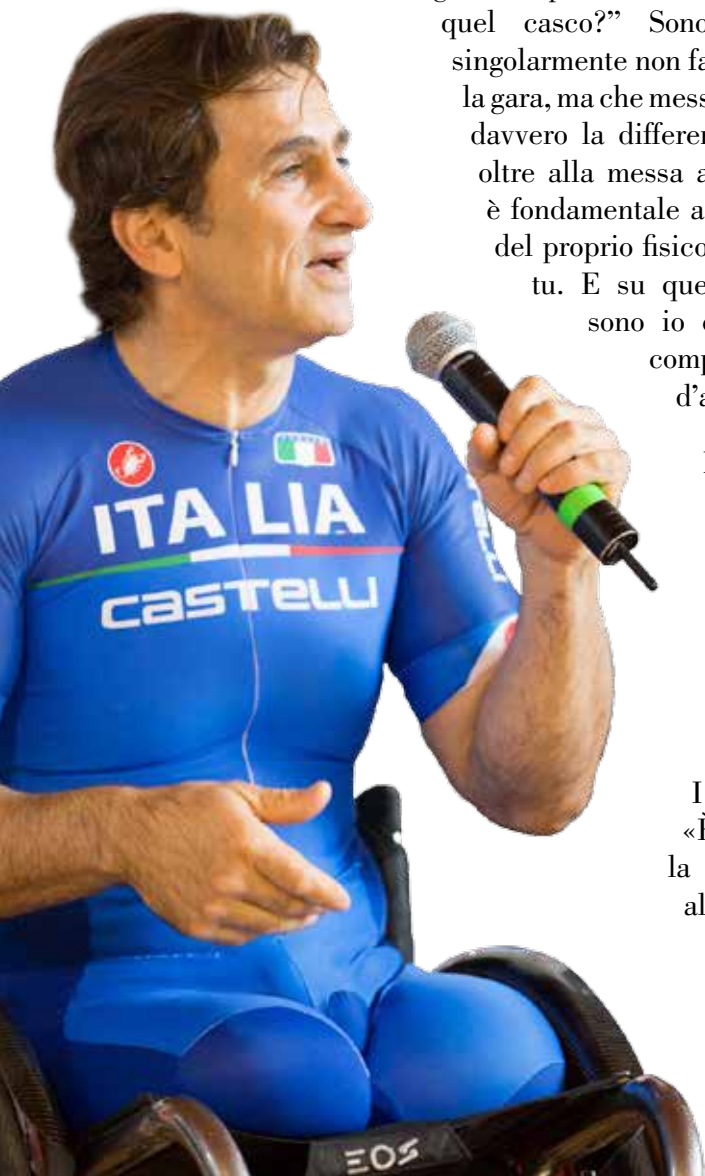 quel casco?” Sono
singolarmente non fa
la gara, ma che mess
davvero la differen
oltre alla messa a
è fondamentale a
del proprio fisico
tu. E su que
sono io
comp
d’a
I
«È
la
al
ITALIA
castelli
EOS